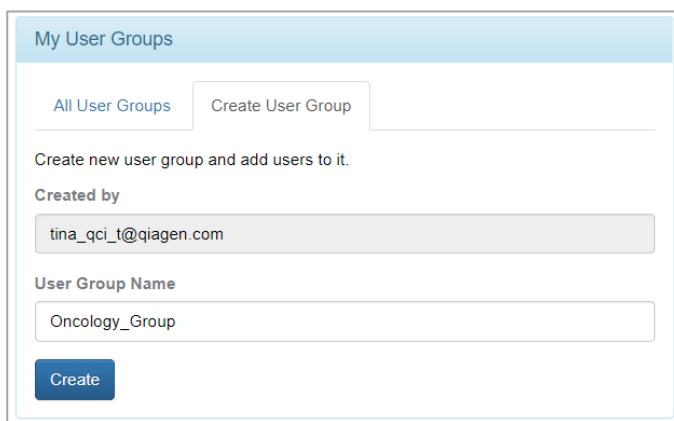 My User Groups
All User Groups Create User Group
Create new user group and add users to it.
Created by
tina_qci_t@qiagen.com
User Group Name
Oncology_Group
Create